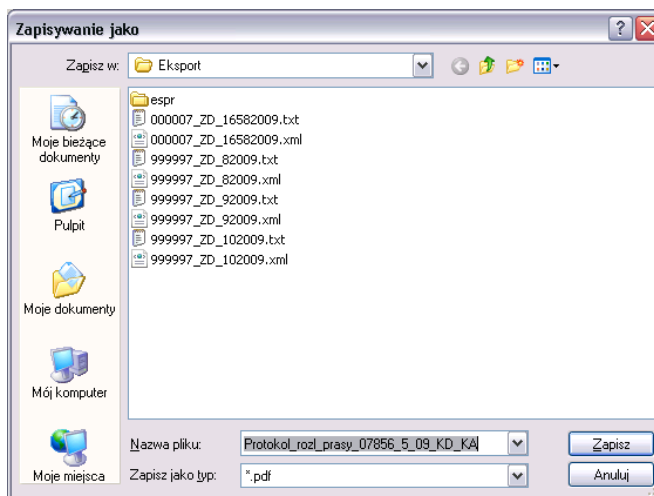 Zapisywanie jako
Zapisz w: Eksport
Moje bieżące
dokumenty
Pulpit
Moje dokumenty
Mój komputer
Moje miejsca
espr
000007_ZD_16582009.txt
000007_ZD_16582009.xml
999997_ZD_82009.txt
999997_ZD_82009.xml
999997_ZD_92009.txt
999997_ZD_92009.xml
999997_ZD_102009.txt
999997_ZD_102009.xml
Nazwa pliku: Protokol_rozl_prasy_07856_5_09_KD_KA Zapisz
Zapisz jako typ: *.pdf Anuluj